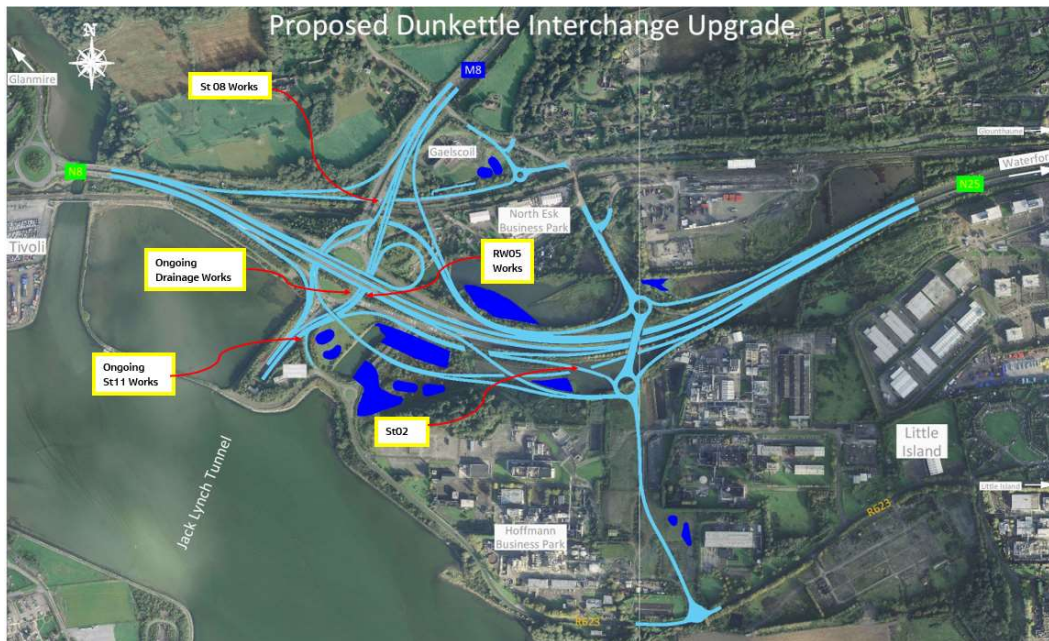 Proposed Dunkettle Interchange Upgrade
N
Glanmire
M8
St 08 Works
Gaelscoil
Glounthaune
Waterford
N8
N25
North Esk
Business Park
Tivoli
Ongoing
Drainage Works
RW05
Works
Ongoing
St11 Works
St02
Little
Island
Little Island
Jack Lynch Tunnel
R623
Hoffmann
Business Park
R623